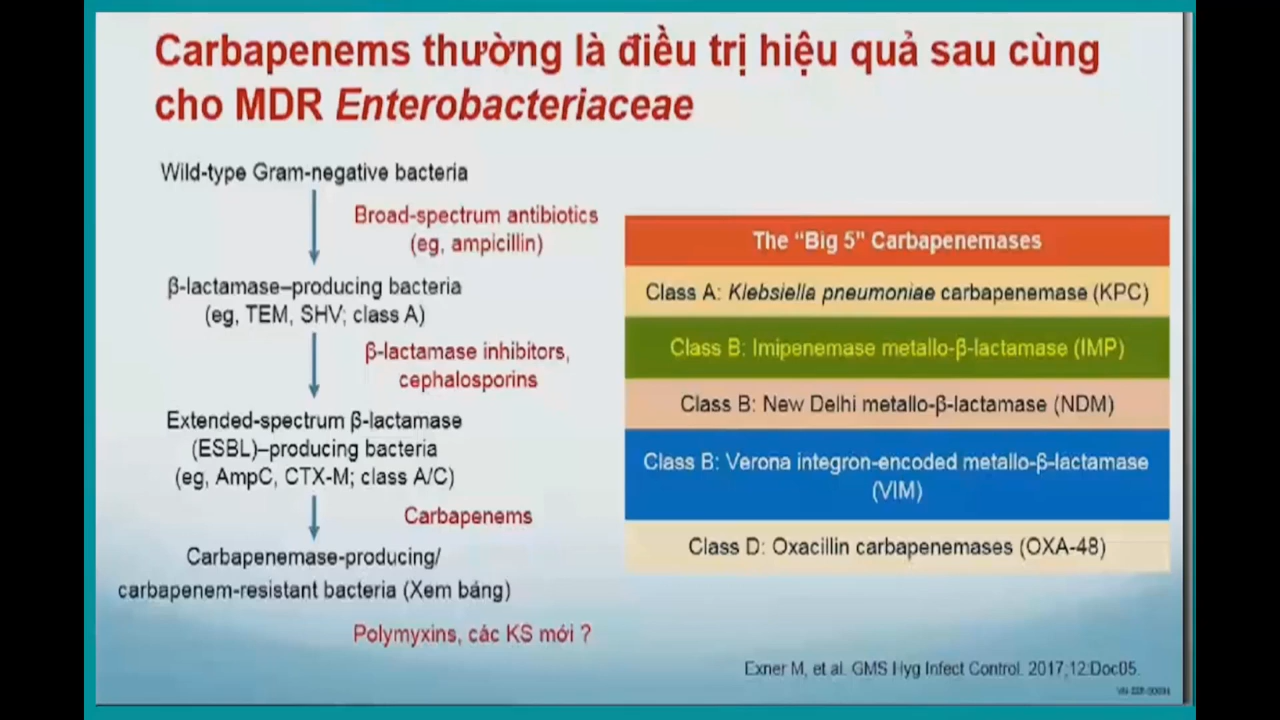 Carbapenems thường là điều trị hiệu quả sau cùng
cho MDR Enterobacteriaceae
Wild-type Gram-negative bacteria
Broad-spectrum antibiotics
(eg, ampicillin)
β-lactamase–producing bacteria
(eg, TEM, SHV; class A)
β-lactamase inhibitors,
cephalosporins
Extended-spectrum β-lactamase
(ESBL)–producing bacteria
(eg, AmpC, CTX-M; class A/C)
Carbapenems
Carbapenemase-producing/
carbapenem-resistant bacteria (Xem bảng)
Polymyxins, các KS mới ?
The “Big 5” Carbapenemases
Class A: Klebsiella pneumoniae carbapenemase (KPC)
Class B: Imipenemase metallo-β-lactamase (IMP)
Class B: New Delhi metallo-β-lactamase (NDM)
Class B: Verona integron-encoded metallo-β-lactamase
(VIM)
Class D: Oxacillin carbapenemases (OXA-48)
Exner M, et al. GMS Hyg Infect Control. 2017;12:Doc05.